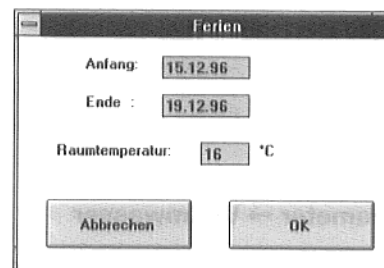 Ferien
Anfang: 15.12.96
Ende : 19.12.96
Raumtemperatur: 16 °C
Abbrechen OK